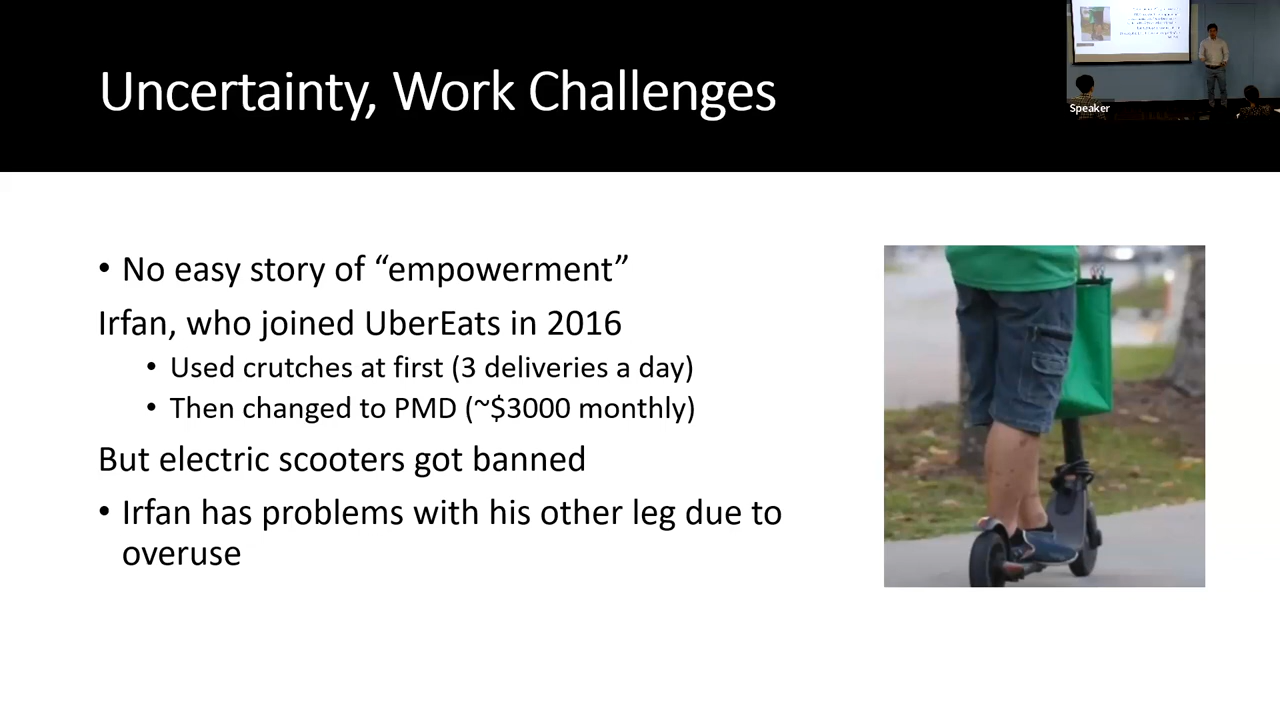 Uncertainty, Work Challenges
Speaker
• No easy story of “empowerment”
Irfan, who joined UberEats in 2016
• Used crutches at first (3 deliveries a day)
• Then changed to PMD (~$3000 monthly)
But electric scooters got banned
• Irfan has problems with his other leg due to
overuse